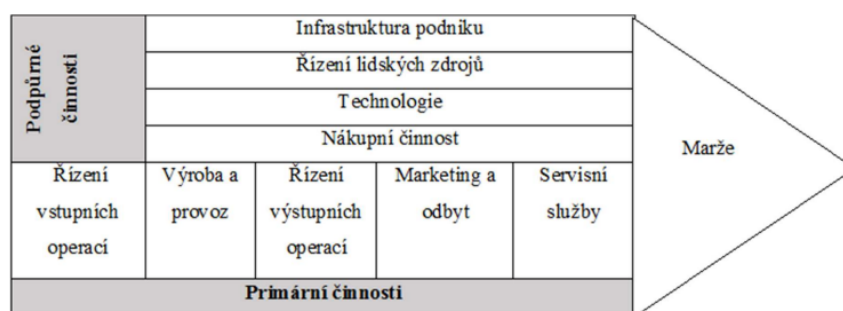 Podpůrné
činnosti
Infrastruktura podniku
Řízení lidských zdrojů
Technologie
Nákupní činnost
Řízení
vstupních
operací
Výroba a
provoz
Řízení
výstupních
operací
Marketing a
odbyt
Servisní
služby
Primární činnosti
Marže